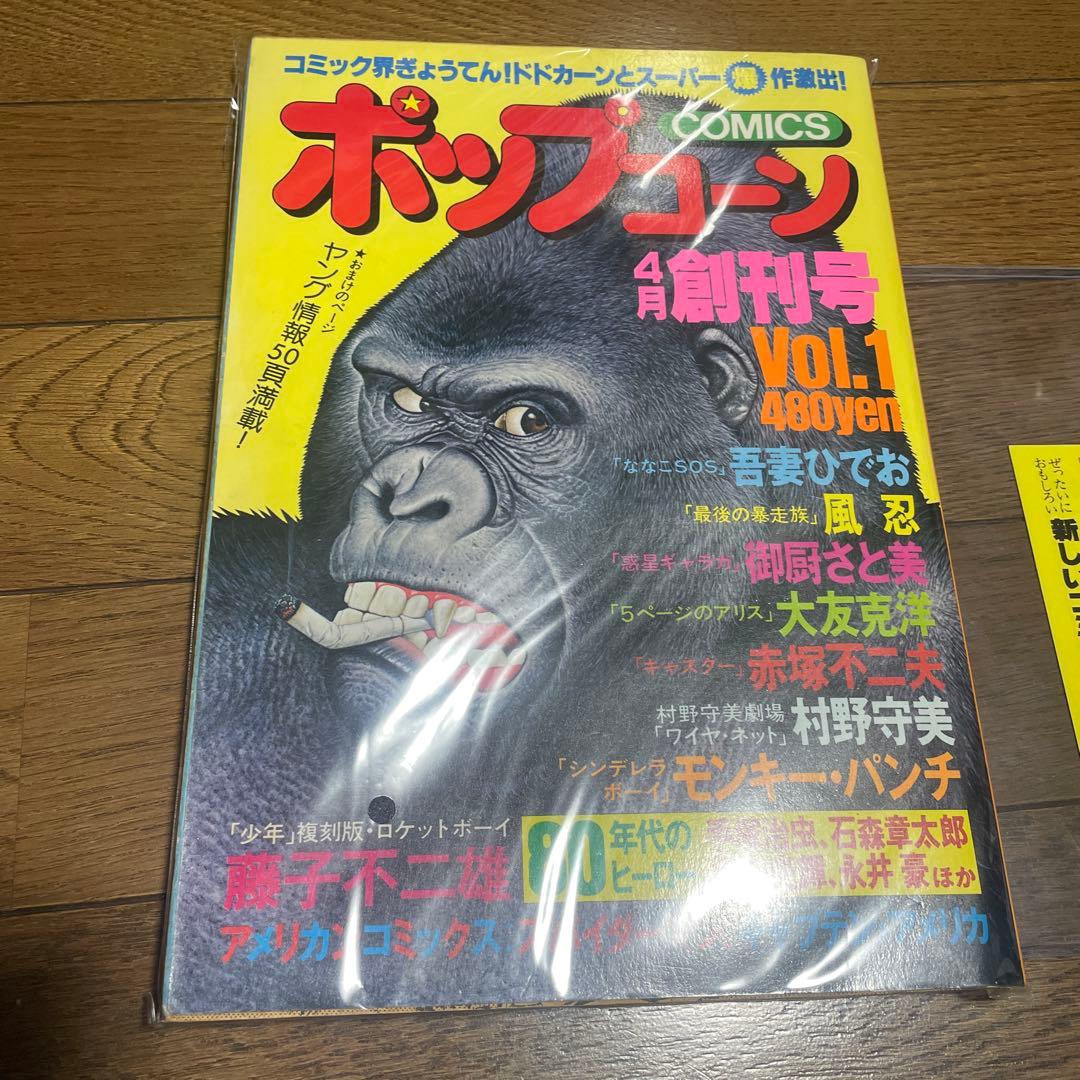 コミック界ぎょうてん!ドドカーンとスーパー爆作激出!
ポップコーン
COMICS
★おまけのページ
ヤング情報50頁満載!
4月創刊号
Vol.1
480yen
「ななこSOS」吾妻ひでお
「最後の暴走族」風 忍
「惑星ギャラガ」御厨さと美
「5ページのアリス」大友克洋
「キャスター」赤塚不二夫
村野守美劇場
「ワイヤ・ネット」村野守美
「シンデレラ
ボーイ」モンキー・パンチ
「少年」複刻版・ロケットボーイ
藤子不二雄
80年代の
ヒーロー
治虫、石森章太郎
、永井 豪ほか
アメリカンコミックス
アメリカ
ぜったいに
おもしろい
新しい